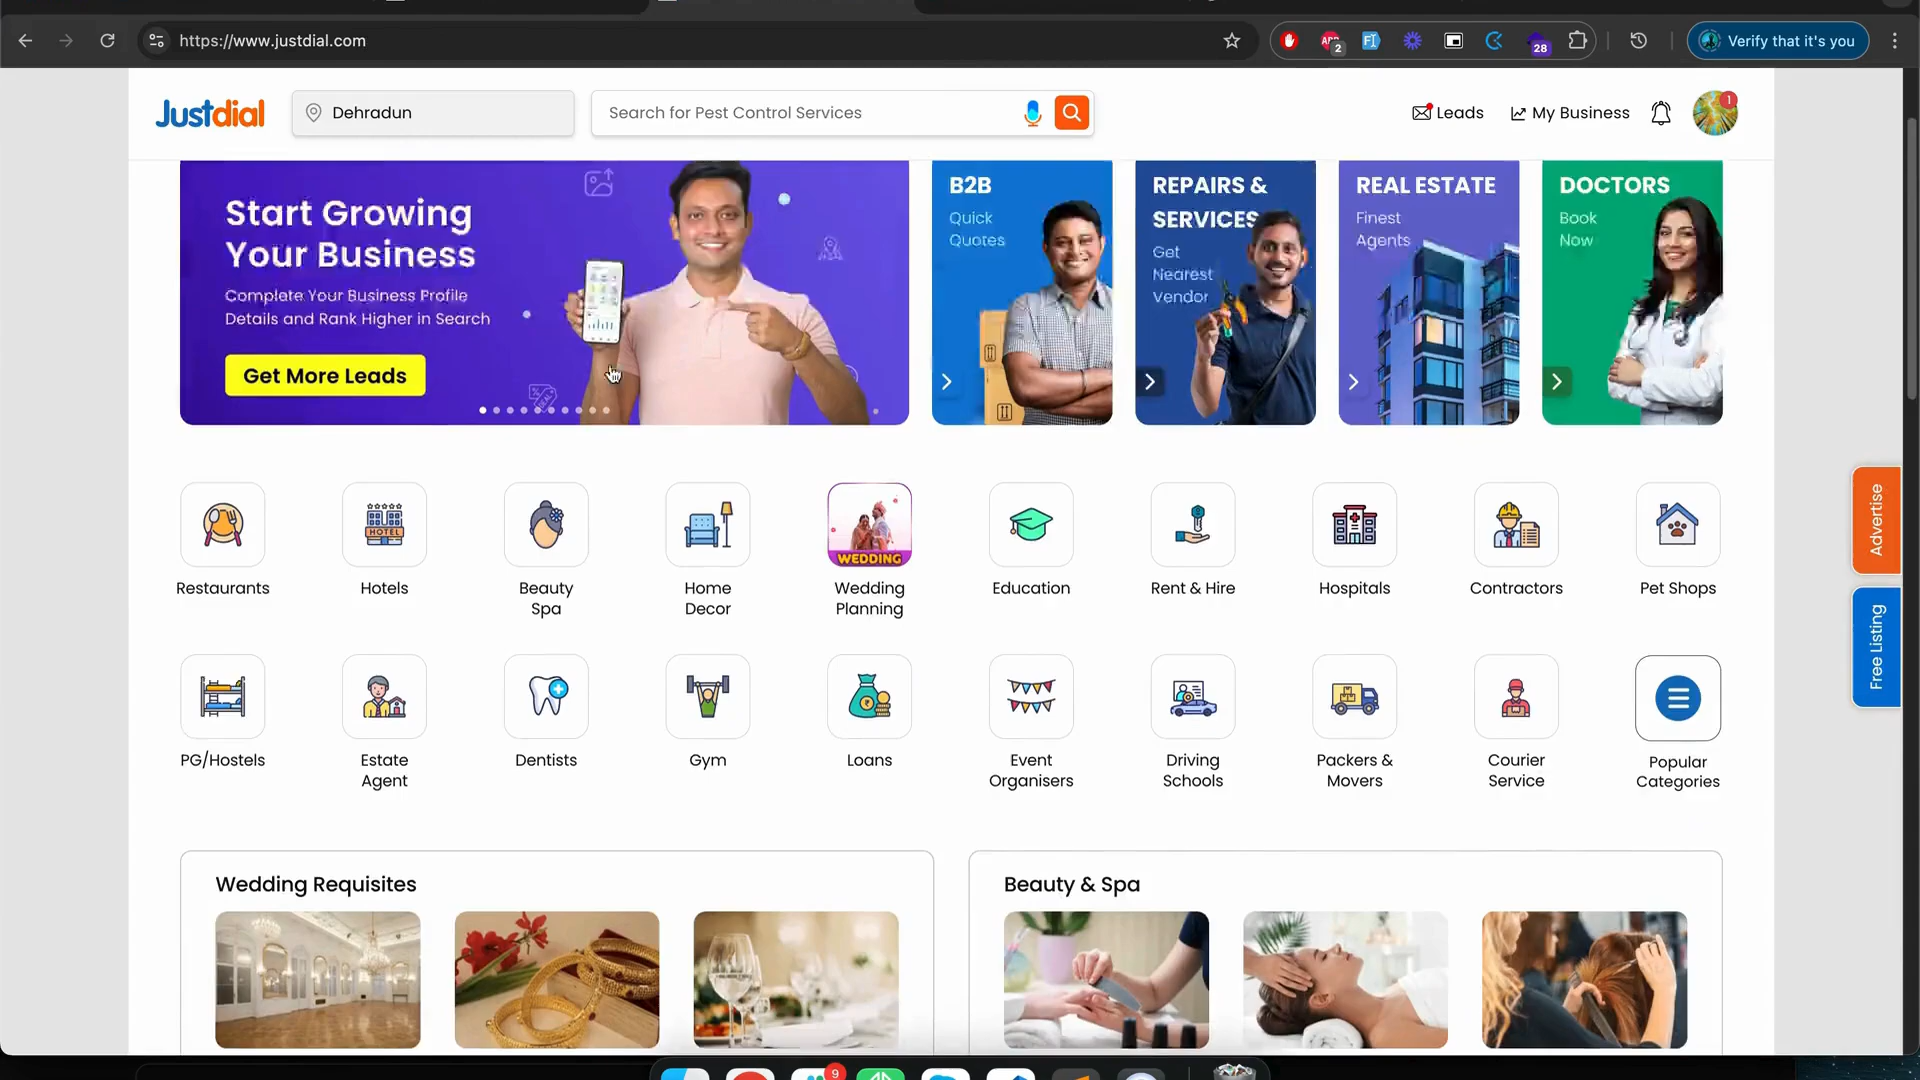 https://www.justdial.com
2
28
Verify that it's you
Justdial
Dehradun
Search for Pest Control Services
Leads
My Business
1
Start Growing
Your Business
Complete Your Business Profile
Details and Rank Higher in Search
Get More Leads
B2B
Quick
Quotes
REPAIRS &
SERVICES
Get
Nearest
Vendor
REAL ESTATE
Finest
Agents
DOCTORS
Book
Now
HOTEL
WEDDING
Restaurants
Hotels
Beauty
Spa
Home
Decor
Wedding
Planning
Education
Rent & Hire
Hospitals
Contractors
Pet Shops
PG/Hostels
Estate
Agent
Dentists
Gym
Loans
Event
Organisers
Driving
Schools
Packers &
Movers
Courier
Service
Popular
Categories
Advertise
Free Listing
Wedding Requisites
Beauty & Spa
9